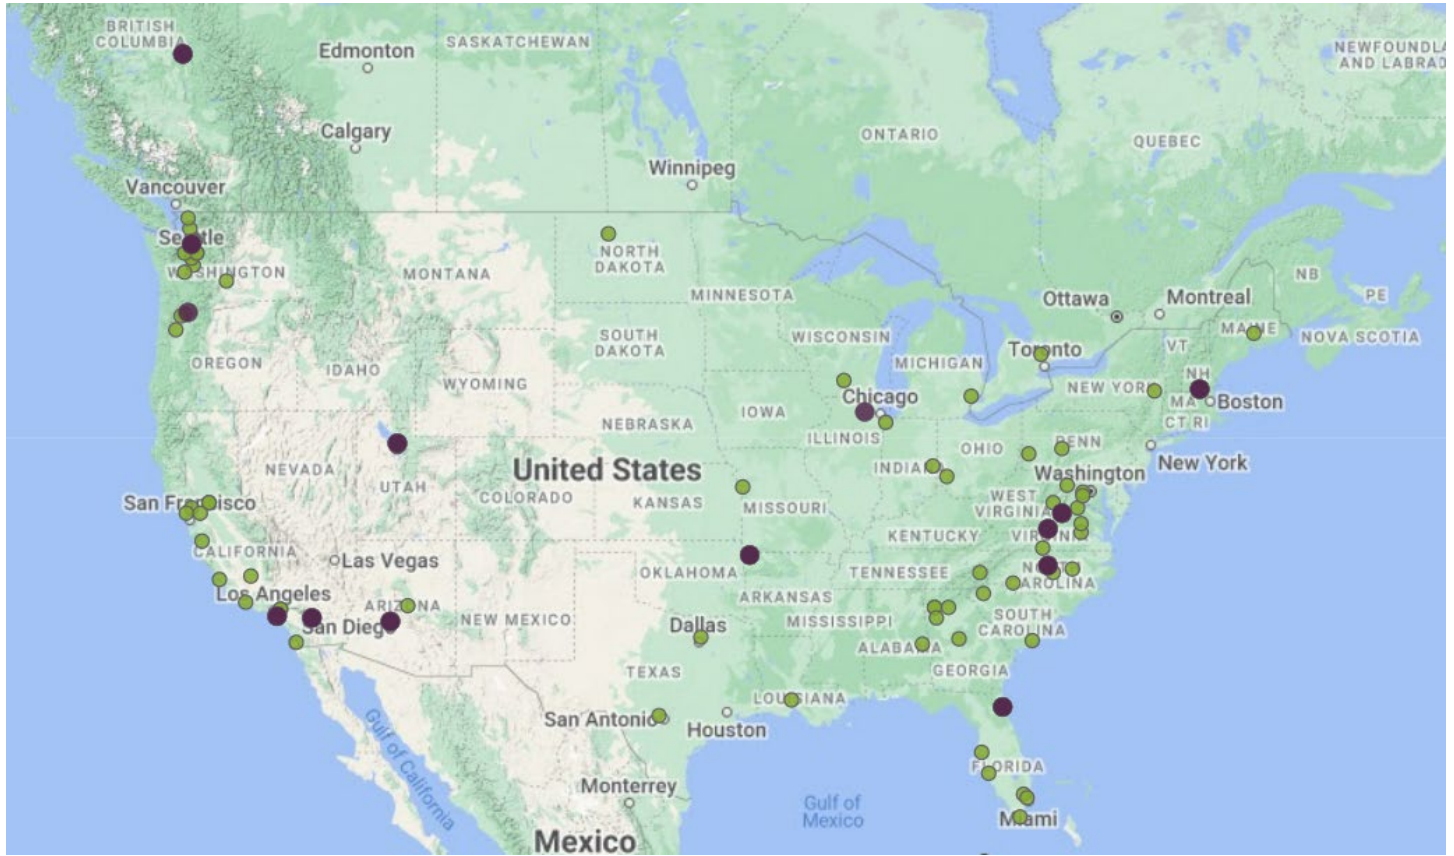 BRITISH
COLUMBIA
Edmonton
SASKATCHEWAN
NEWFOUNDLA
AND LABRAD
Calgary
ONTARIO
QUEBEC
Vancouver
Winnipeg
Seattle
WASHINGTON
MONTANA
NORTH
DAKOTA
MINNESOTA
Ottawa
Montreal
NB
PE
MAINE
NOVA SCOTIA
OREGON
IDAHO
SOUTH
DAKOTA
WISCONSIN
MICHIGAN
Toronto
VT
NH
NEW YORK
WYOMING
MA
Boston
CT
RI
IOWA
Chicago
NEBRASKA
ILLINOIS
OHIO
PENN
New York
NEVADA
UTAH
United States
COLORADO
KANSAS
MISSOURI
INDIANA
Washington
WEST
VIRGINIA
San Francisco
CALIFORNIA
Las Vegas
KENTUCKY
VIRGINIA
Los Angeles
ARIZONA
NEW MEXICO
OKLAHOMA
ARKANSAS
TENNESSEE
NORTH
CAROLINA
San Diego
Dallas
MISSISSIPPI
SOUTH
CAROLINA
ALABAMA
TEXAS
GEORGIA
LOUISIANA
San Antonio
Houston
Gulf of California
FLORIDA
Monterrey
Gulf of
Mexico
Miami
Mexico